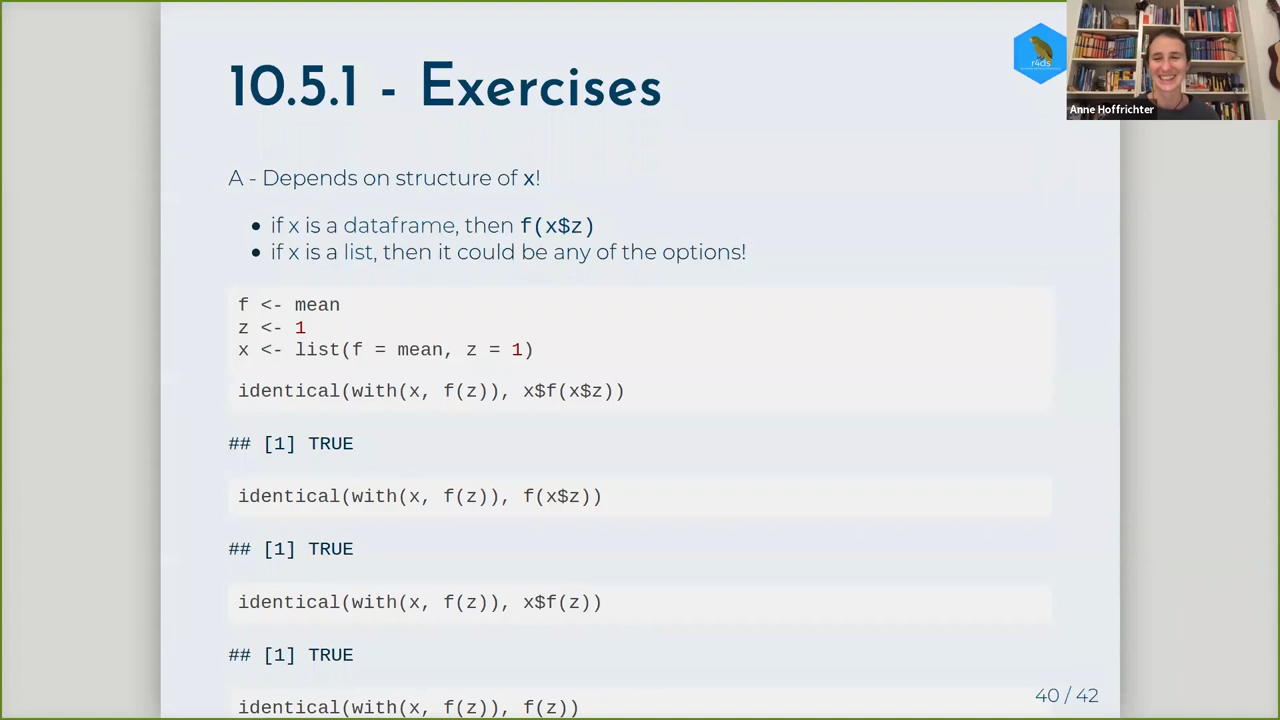 10.5.1 - Exercises
r4ds
Anne Hoffrichter
A - Depends on structure of x!
• if x is a dataframe, then f(x$z)
• if x is a list, then it could be any of the options!
f <- mean
z <- 1
x <- list(f = mean, z = 1)
identical(with(x, f(z)), x$f(x$z))
## [1] TRUE
identical(with(x, f(z)), f(x$z))
## [1] TRUE
identical(with(x, f(z)), x$f(z))
## [1] TRUE
identical(with(x, f(z)), f(z))
40 / 42